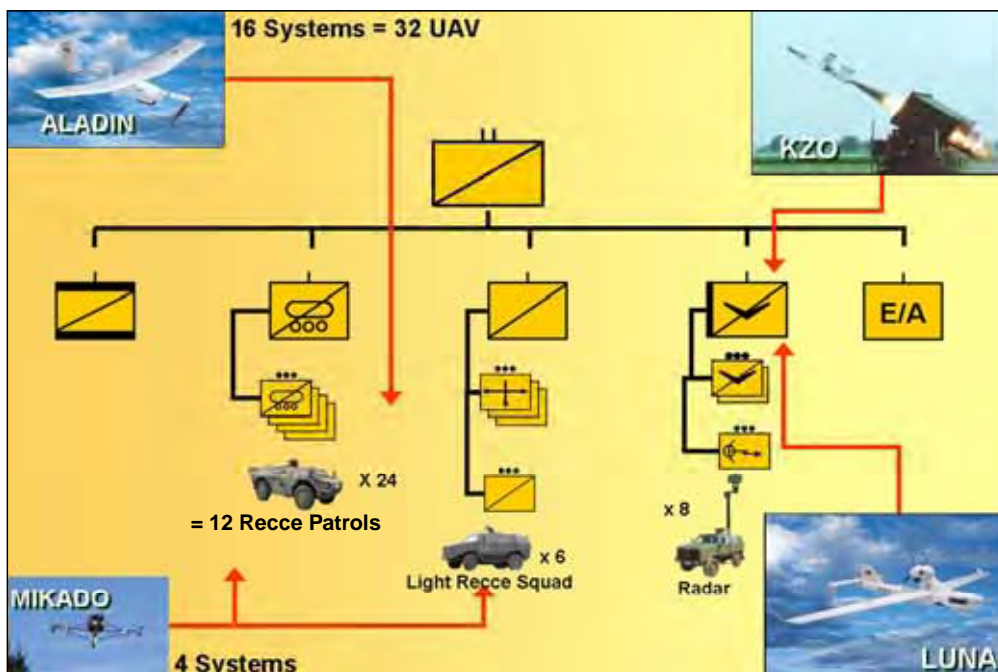 16 Systems = 32 UAV
ALADIN
KZO
E/A
X 24
= 12 Recce Patrols
x 6
Light Recce Squad
x 8
Radar
MIKADO
4 Systems
LUNA